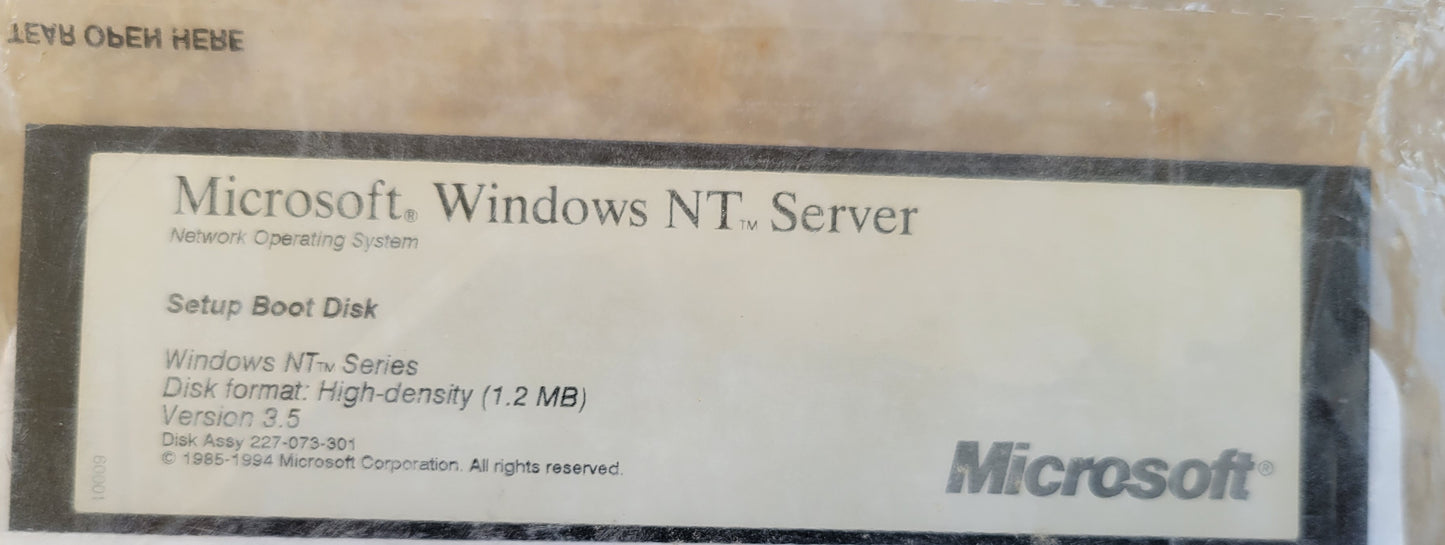 TEAR OPEN HERE
Microsoft® Windows NT™ Server
Network Operating System
Setup Boot Disk
Windows NT™ Series
Disk format: High-density (1.2 MB)
Version 3.5
Disk Assy 227-073-301
© 1985-1994 Microsoft Corporation. All rights reserved.
60001
Microsoft®